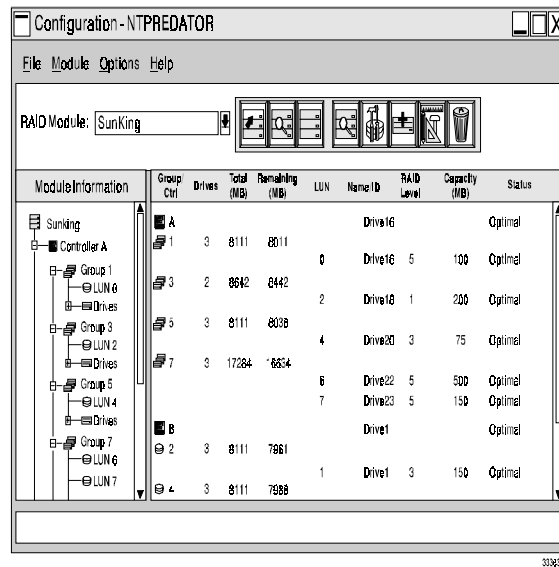 Configuration - NTPREDATOR
File Module Options Help
RAID Module: SunKing
Module Information
Sunking
Controller A
Group 1
LUN 0
Drives
Group 3
LUN 2
Drives
Group 5
LUN 4
Drives
Group 7
LUN 6
LUN 7
Group/ Ctrl Drives Total (MB) Remaining (MB) LUN Name/ID RAID Level Capacity (MB) Status
A Drive16 Optimal
1 3 8111 8011
0 Drive16 5 100 Optimal
3 2 8642 8442
2 Drive18 1 200 Optimal
5 3 8111 8036
4 Drive20 3 75 Optimal
7 3 17284 16634
6 Drive22 5 500 Optimal
7 Drive23 5 150 Optimal
B Drive1 Optimal
2 3 8111 7961
1 Drive1 3 150 Optimal
4 3 8111